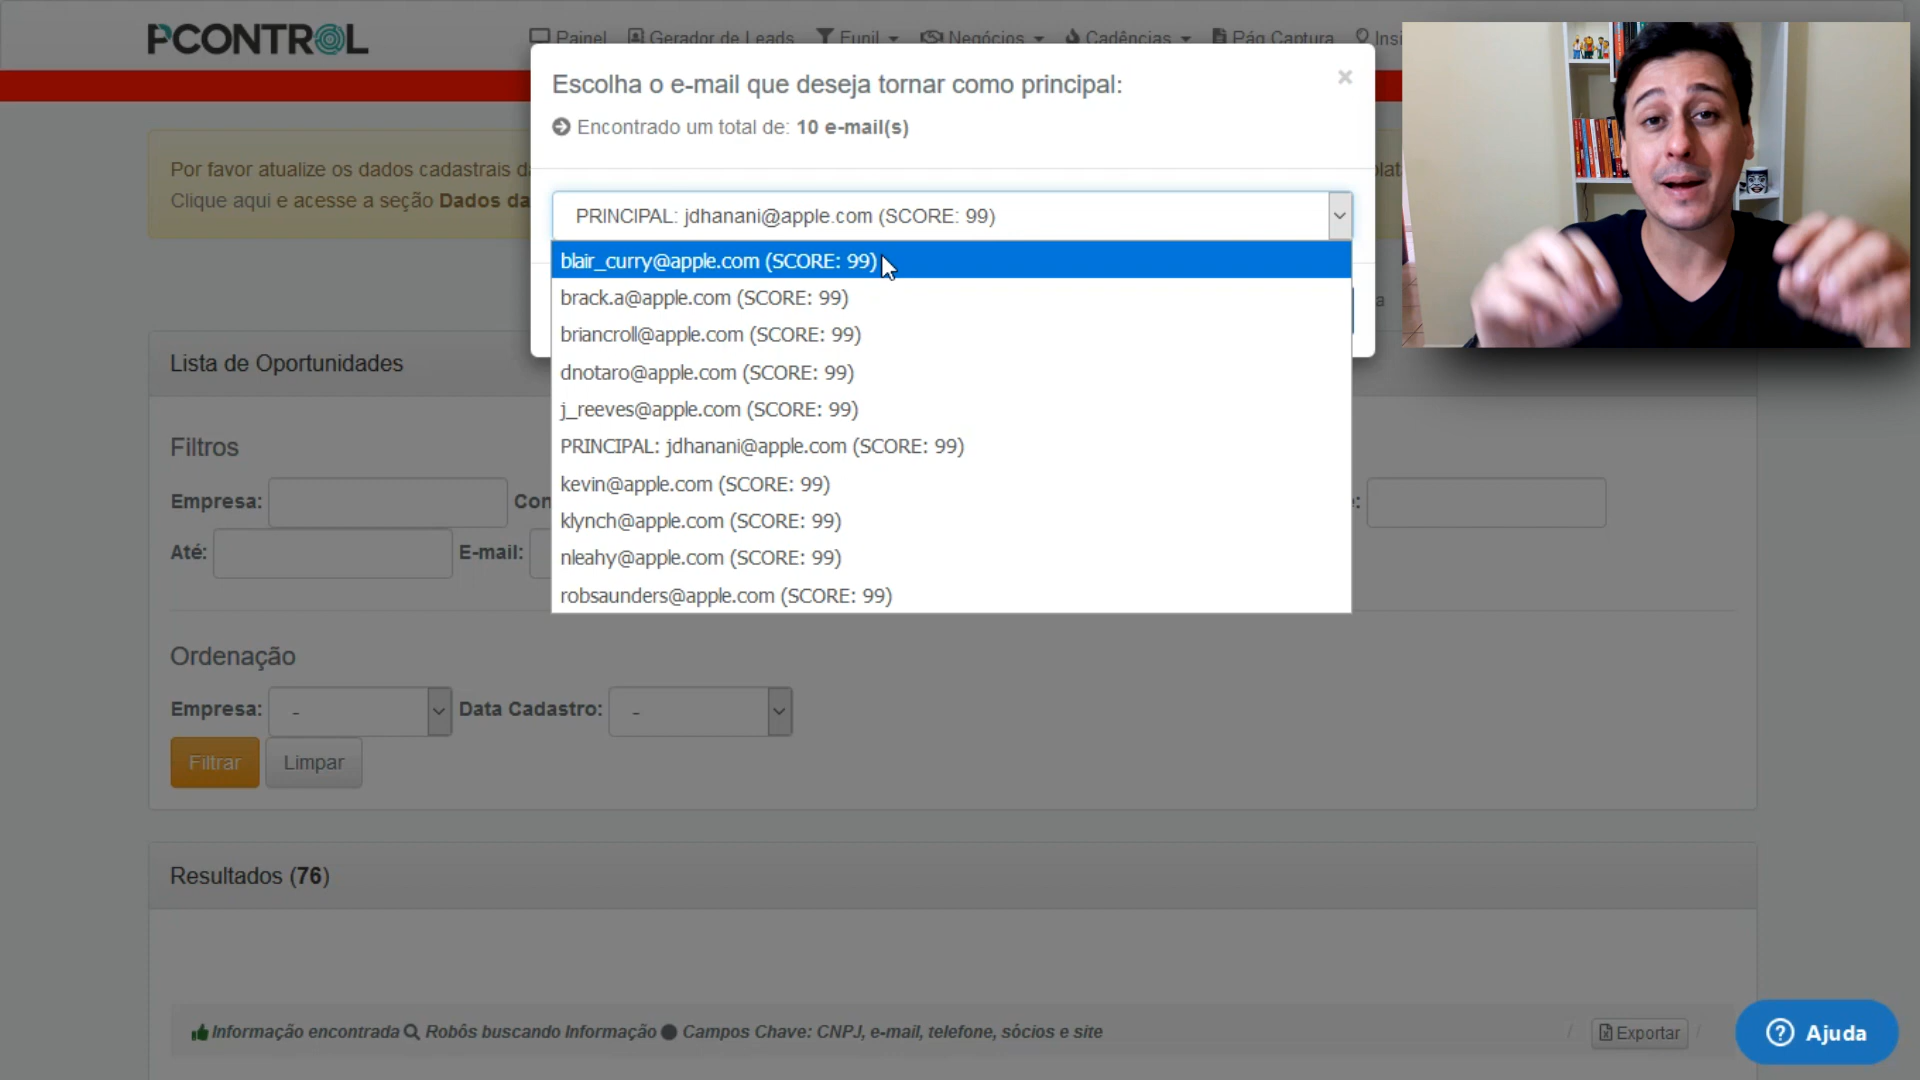 PCONTROL
Painel Gerador de Leads Funil Negócios Cadências Pág Captura Insi
Escolha o e-mail que deseja tornar como principal:
×
Encontrado um total de: 10 e-mail(s)
Por favor atualize os dados cadastrais d
Clique aqui e acesse a seção Dados da
PRINCIPAL: jdhanani@apple.com (SCORE: 99)
blair_curry@apple.com (SCORE: 99)
brack.a@apple.com (SCORE: 99)
briancroll@apple.com (SCORE: 99)
dnotaro@apple.com (SCORE: 99)
j_reeves@apple.com (SCORE: 99)
PRINCIPAL: jdhanani@apple.com (SCORE: 99)
kevin@apple.com (SCORE: 99)
klynch@apple.com (SCORE: 99)
nleahy@apple.com (SCORE: 99)
robsaunders@apple.com (SCORE: 99)
Lista de Oportunidades
Filtros
Empresa: Con
Até: E-mail:
Ordenação
Empresa: - Data Cadastro: -
Filtrar Limpar
Resultados (76)
Informação encontrada Robôs buscando Informação Campos Chave: CNPJ, e-mail, telefone, sócios e site
/ Exportar /
? Ajuda